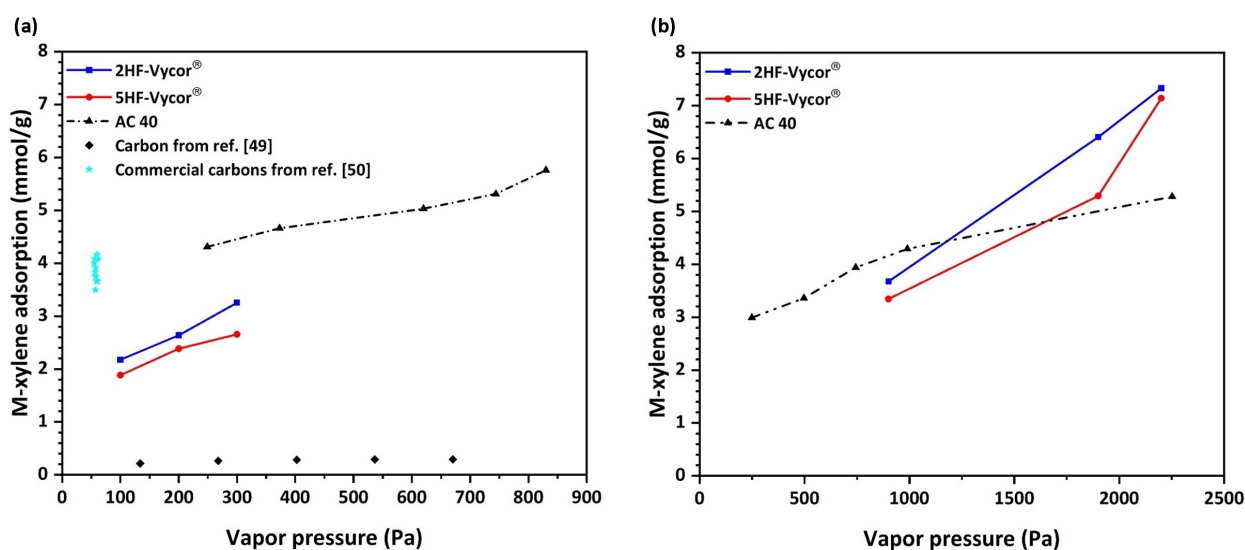 (a)
8
7
6
5
4
3
2
1
0
M-xylene adsorption (mmol/g)
2HF-Vycor®
5HF-Vycor®
AC 40
Carbon from ref. [49]
Commercial carbons from ref. [50]
0 100 200 300 400 500 600 700 800 900
Vapor pressure (Pa)
(b)
8
7
6
5
4
3
2
1
0
M-xylene adsorption (mmol/g)
2HF-Vycor®
5HF-Vycor®
AC 40
0 500 1000 1500 2000 2500
Vapor pressure (Pa)